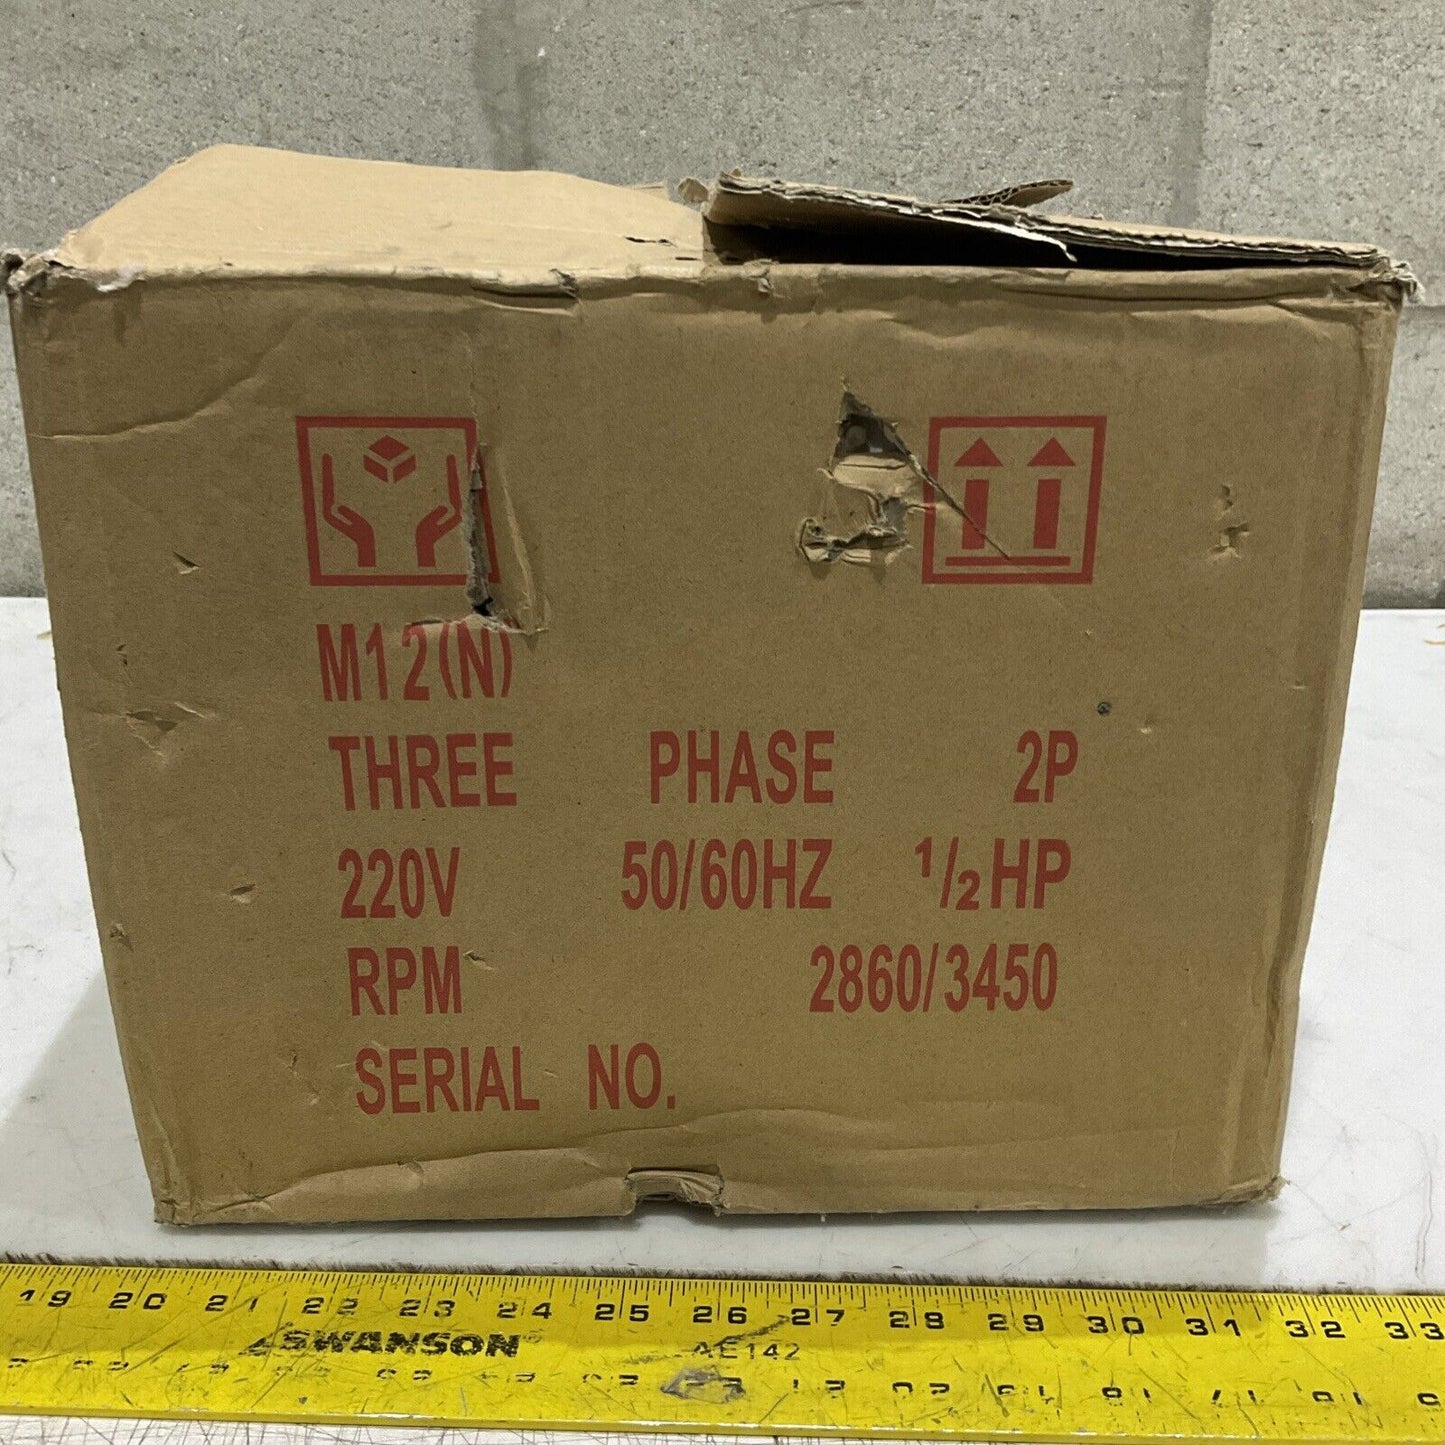 M12(N)
THREE PHASE 2P
220V 50/60HZ 1/2HP
RPM 2860/3450
SERIAL NO.
19 20 21 22 23 24 25 26 27 28 29 30 31 32 33
SWANSON® AE142